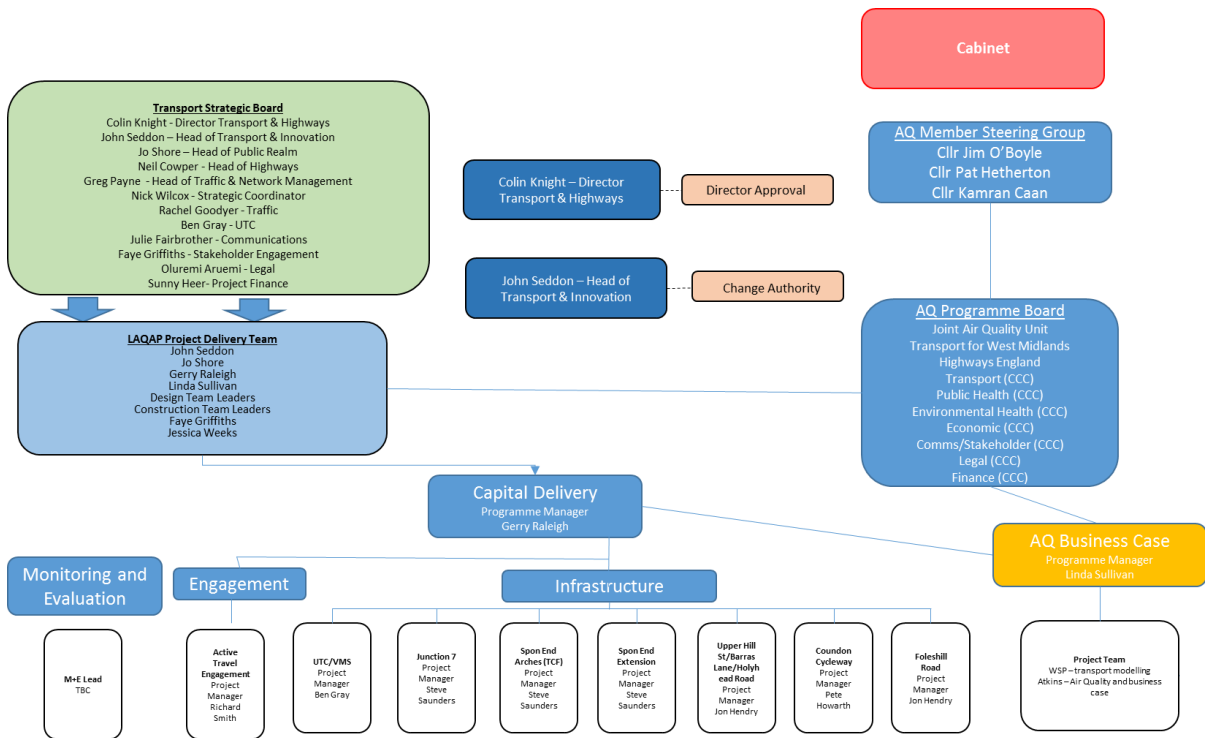 Cabinet
Transport Strategic Board
Colin Knight - Director Transport & Highways
John Seddon – Head of Transport & Innovation
Jo Shore – Head of Public Realm
Neil Cowper - Head of Highways
Greg Payne - Head of Traffic & Network Management
Nick Wilcox - Strategic Coordinator
Rachel Goodyer - Traffic
Ben Gray - UTC
Julie Fairbrother - Communications
Faye Griffiths - Stakeholder Engagement
Oluremi Aruemi - Legal
Sunny Heer- Project Finance
AQ Member Steering Group
Cllr Jim O'Boyle
Cllr Pat Hetherton
Cllr Kamran Caan
Colin Knight – Director
Transport & Highways
Director Approval
John Seddon – Head of
Transport & Innovation
Change Authority
LAQAP Project Delivery Team
John Seddon
Jo Shore
Gerry Raleigh
Linda Sullivan
Design Team Leaders
Construction Team Leaders
Faye Griffiths
Jessica Weeks
AQ Programme Board
Joint Air Quality Unit
Transport for West Midlands
Highways England
Transport (CCC)
Public Health (CCC)
Environmental Health (CCC)
Economic (CCC)
Comms/Stakeholder (CCC)
Legal (CCC)
Finance (CCC)
Capital Delivery
Programme Manager
Gerry Raleigh
AQ Business Case
Programme Manager
Linda Sullivan
Monitoring and
Evaluation
Engagement
Infrastructure
M+E Lead
TBC
Active
Travel
Engagement
Project
Manager
Richard
Smith
UTC/VMS
Project
Manager
Ben Gray
Junction 7
Project
Manager
Steve
Saunders
Spon End
Arches (TCF)
Project
Manager
Steve
Saunders
Spon End
Extension
Project
Manager
Steve
Saunders
Upper Hill
St/Barras
Lane/Holyh
ead Road
Project
Manager
Jon Hendry
Coundon
Cycleway
Project
Manager
Pete
Howarth
Foleshill
Road
Project
Manager
Jon Hendry
Project Team
WSP – transport modelling
Atkins – Air Quality and business
case